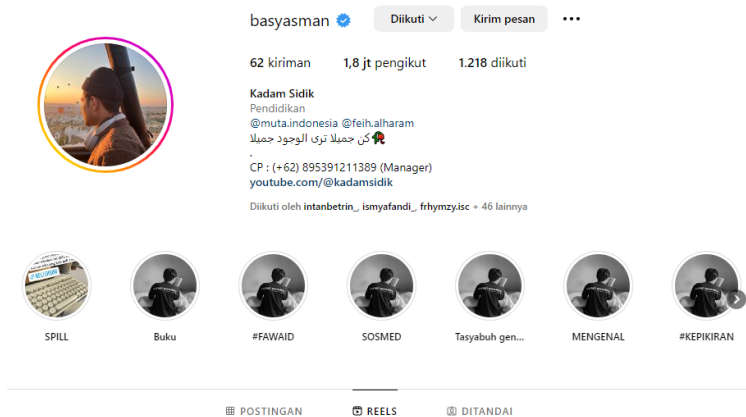 basyasman
Diikuti
Kirim pesan
62 kiriman 1,8 jt pengikut 1.218 diikuti
Kadam Sidik
Pendidikan
@muta.indonesia @feih.alharam
كن جميلا ترى الوجود جميلا🥀
.
CP : (+62) 895391211389 (Manager)
youtube.com/@kadamsidik
Diikuti oleh intanbetrin_, ismyafandi_, frhymzy.isc + 46 lainnya
SPILL Buku #FAWAID SOSMED Tasyabuh gen... MENGENAL #KEPIKIRAN
POSTINGAN REELS DITANDAI